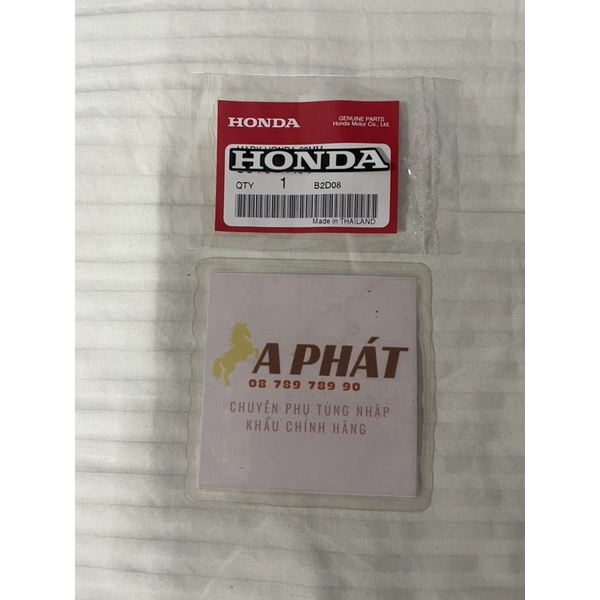 HONDA
GENUINE PARTS
Honda Motor Co., Ltd.
HONDA
QTY 1 B2D08
Made in THAILAND
A PHÁT
08 789 789 90
CHUYÊN PHỤ TÙNG NHẬP
KHẨU CHÍNH HÃNG